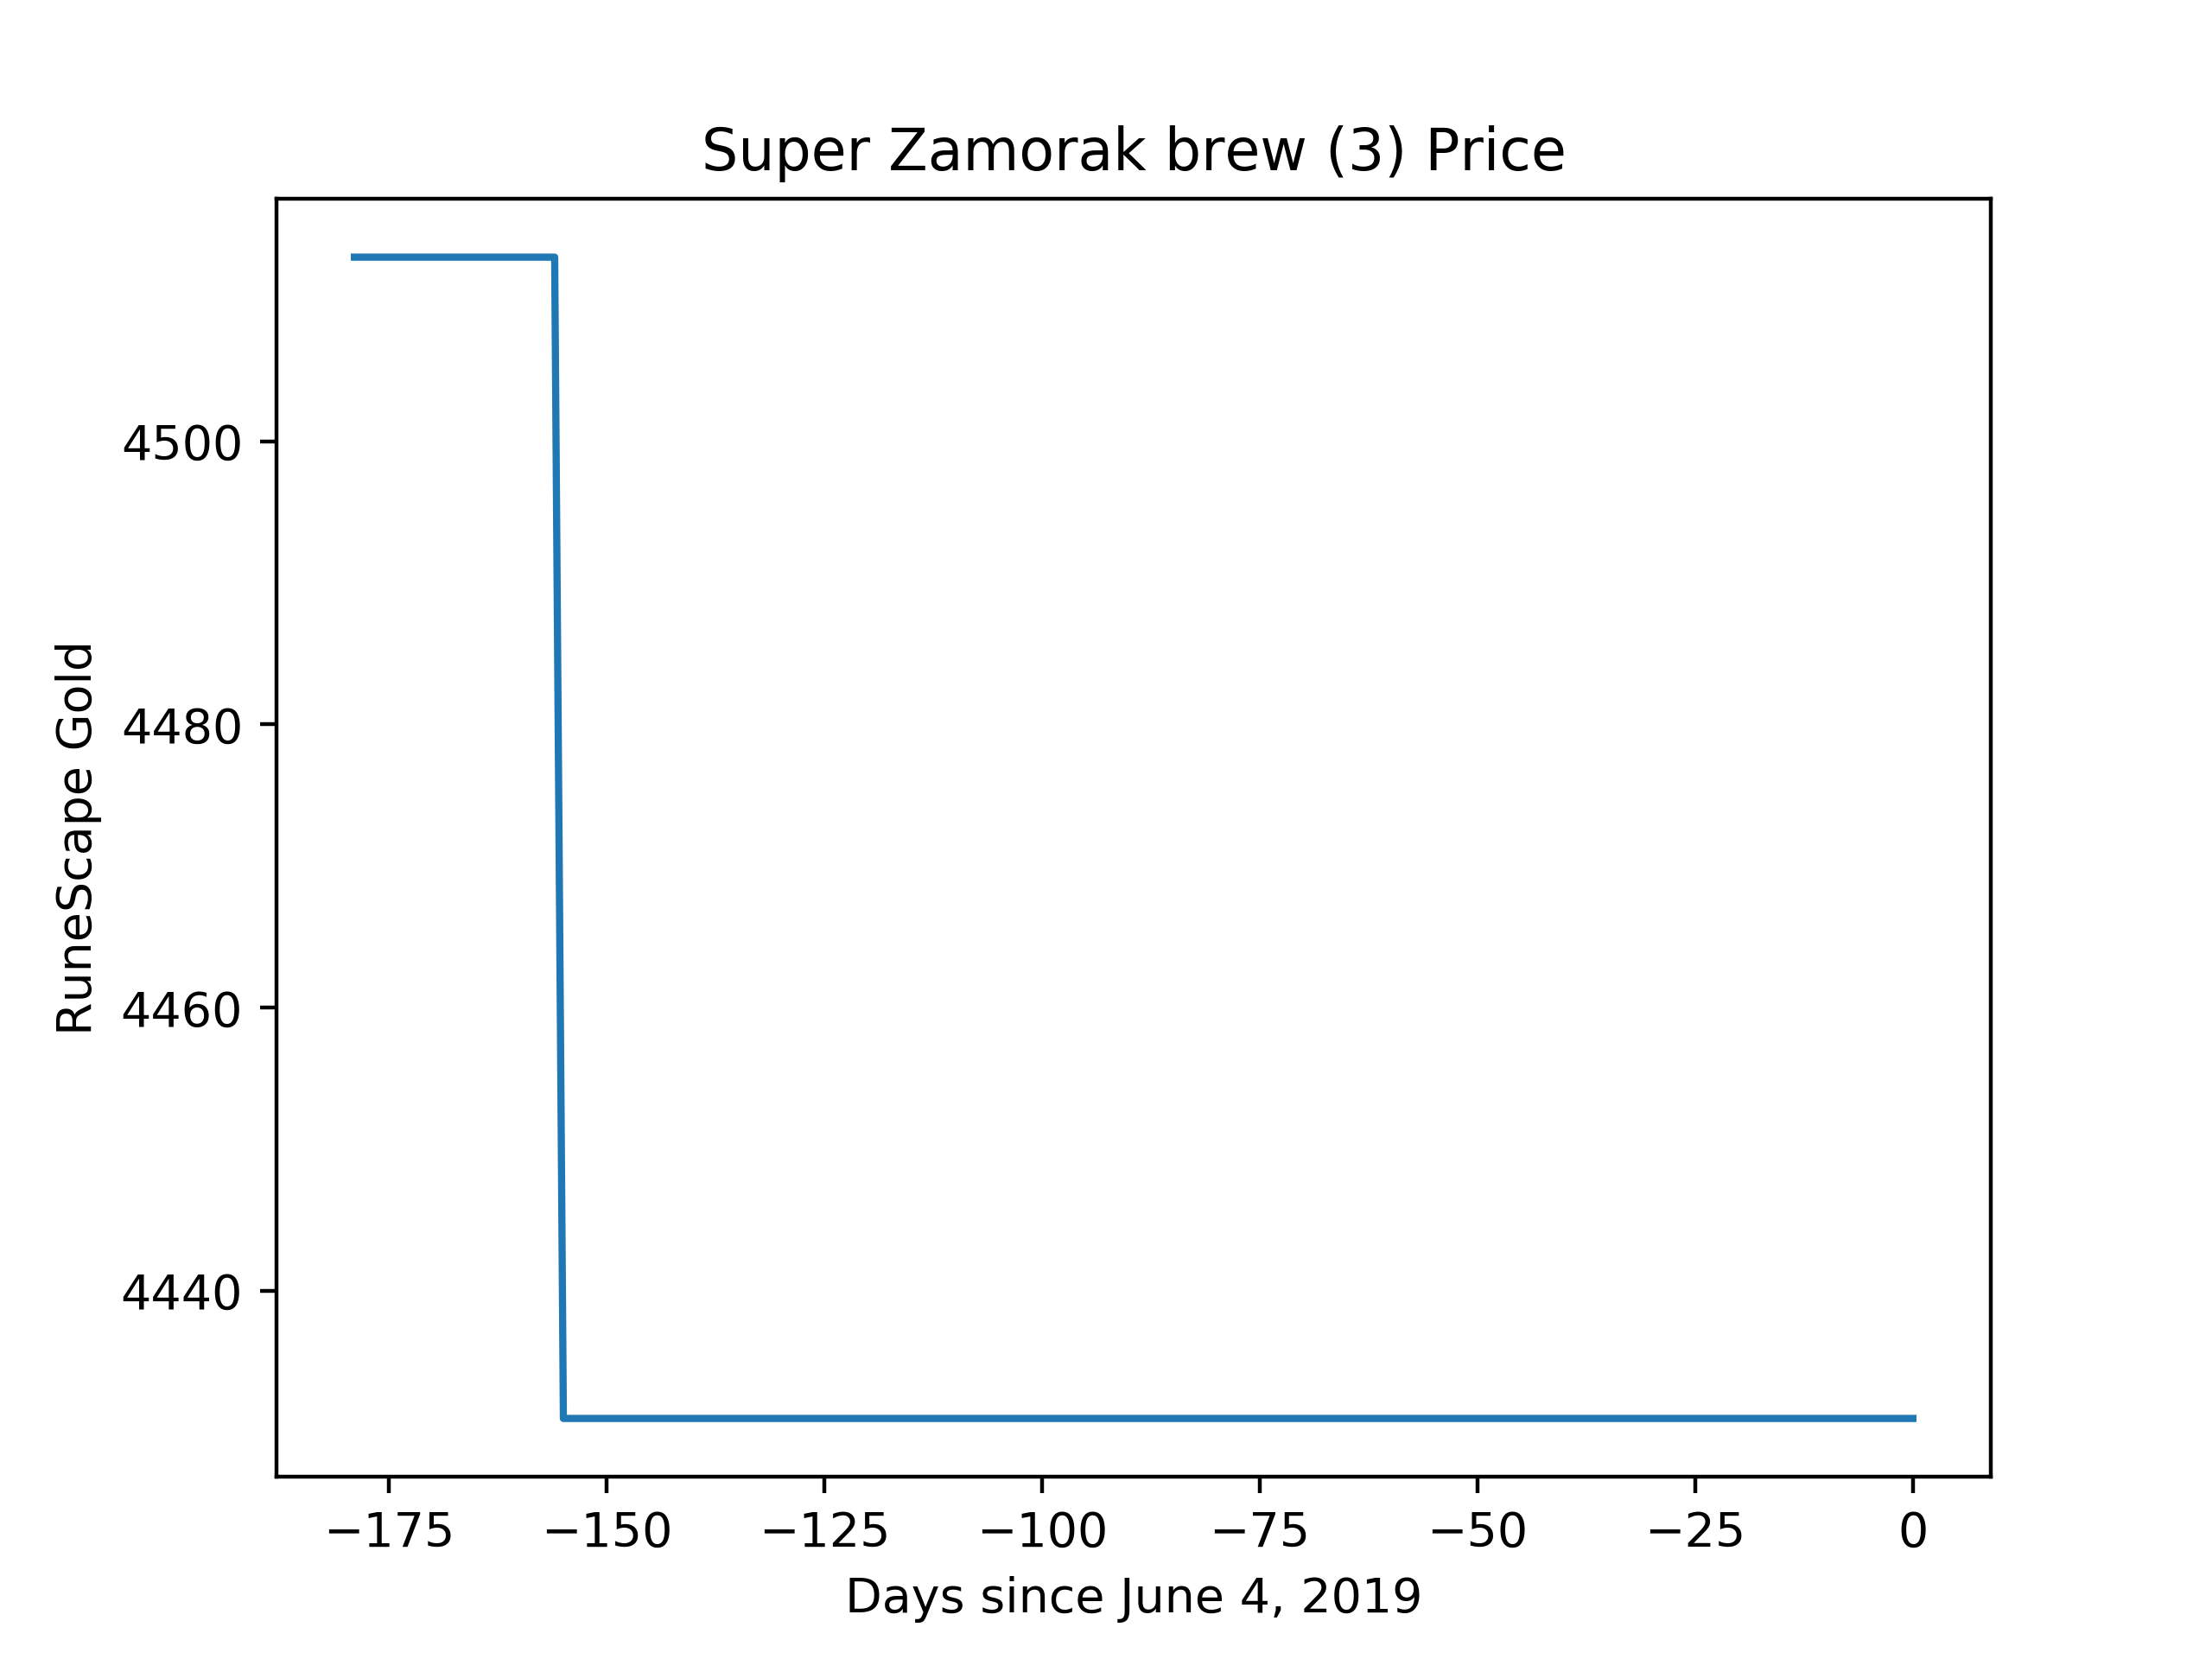 Super Zamorak brew (3) Price
RuneScape Gold
4500
4480
4460
4440
−175 −150 −125 −100 −75 −50 −25 0
Days since June 4, 2019